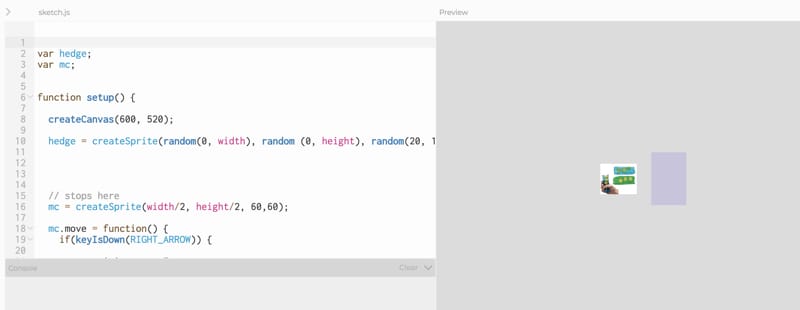 sketch.js
Preview
1
2 var hedge;
3 var mc;
4
5
6 function setup() {
7
8 createCanvas(600, 520);
9
10 hedge = createSprite(random(0, width), random (0, height), random(20, 1
11
12
13
14
15 // stops here
16 mc = createSprite(width/2, height/2, 60,60);
17
18 mc.move = function() {
19 if(keyIsDown(RIGHT_ARROW)) {
20
Console
Clear